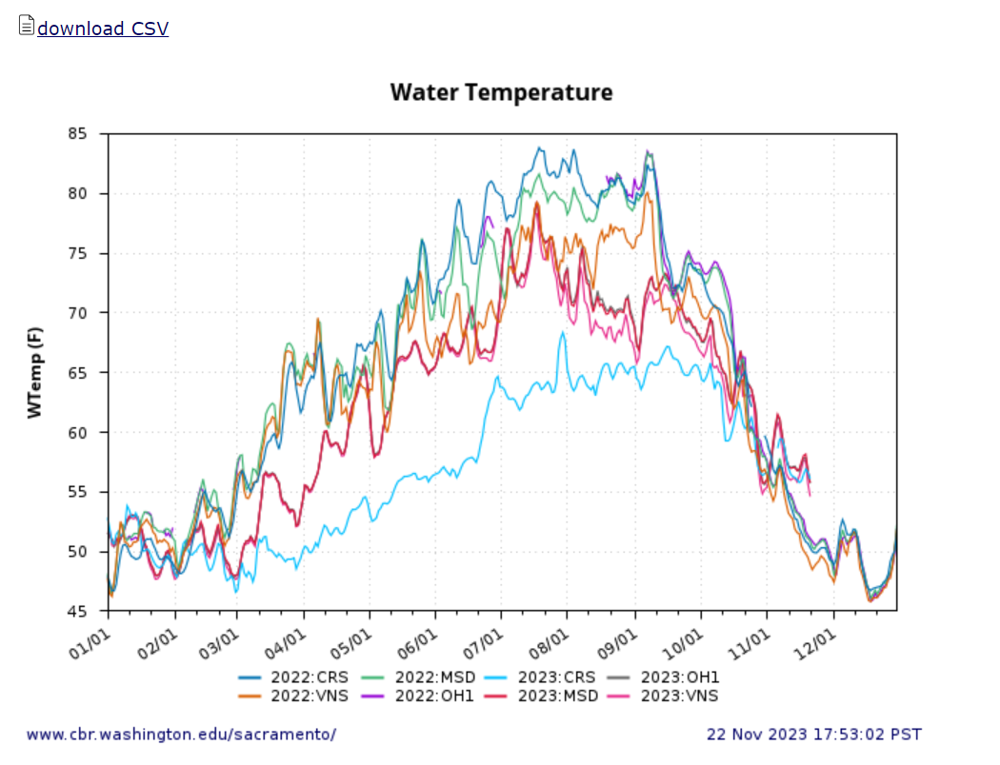 download CSV
Water Temperature
85
80
75
70
65
60
55
50
45
WTemp (F)
01/01 02/01 03/01 04/01 05/01 06/01 07/01 08/01 09/01 10/01 11/01 12/01
2022:CRS 2022:MSD 2023:CRS 2023:OH1
2022:VNS 2022:OH1 2023:MSD 2023:VNS
www.cbr.washington.edu/sacramento/ 22 Nov 2023 17:53:02 PST